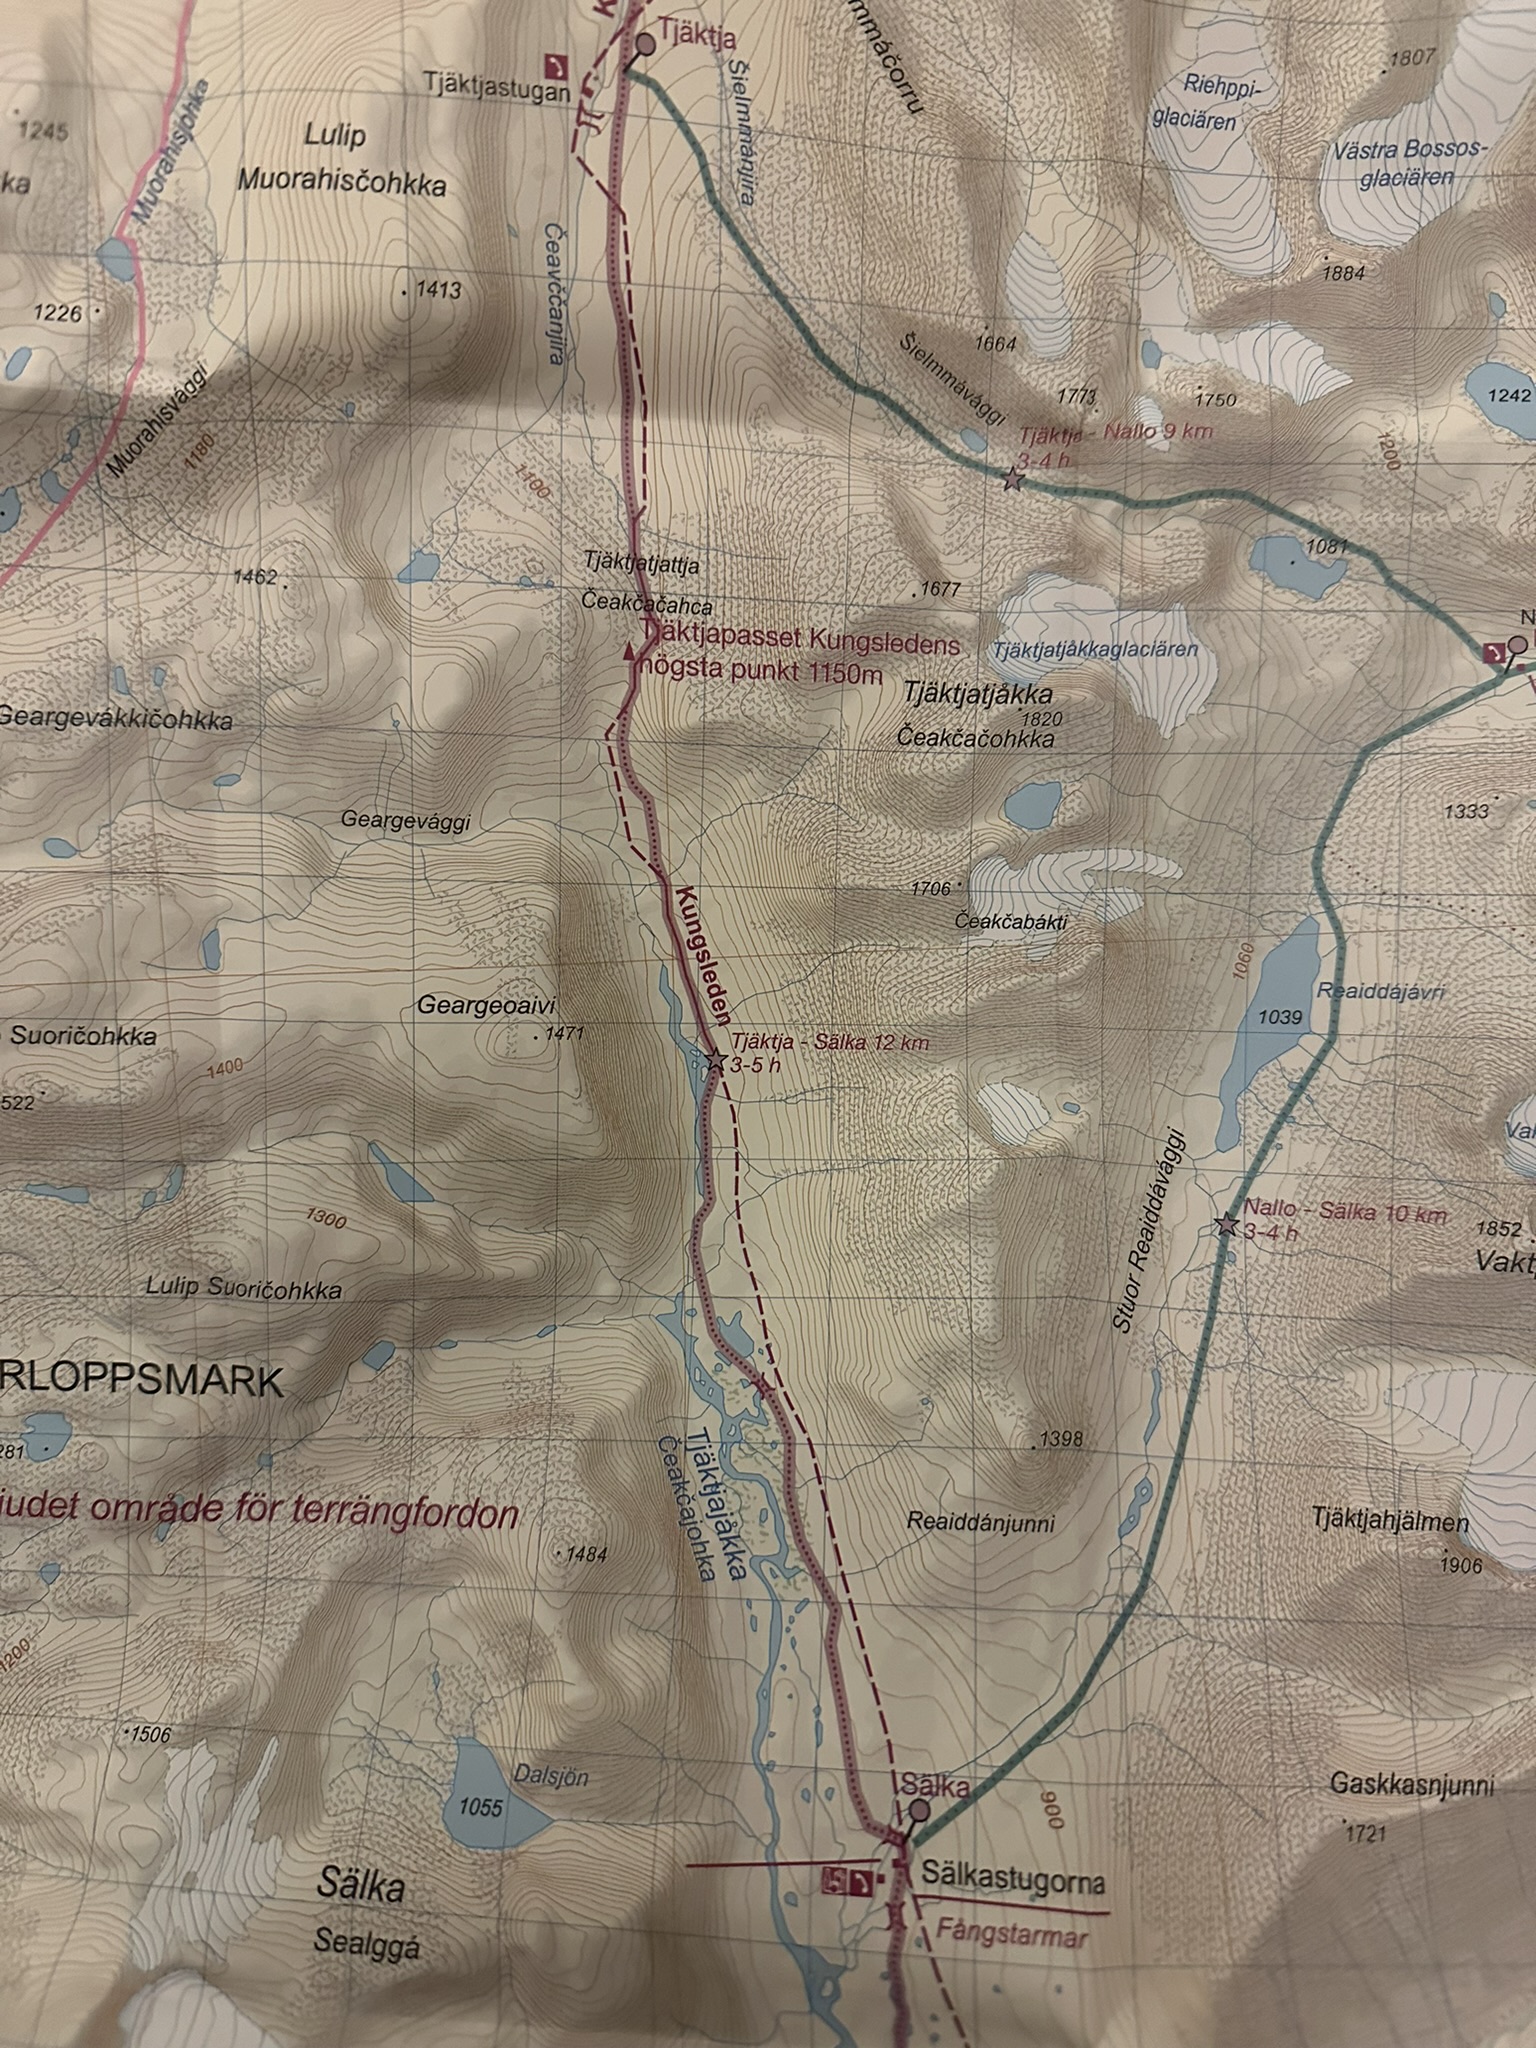 Tjäktja
Tjäktjastugan
Lulip
Muorahisčohkka
Muorahisjohka
1245
ka
Šielmmánjira
mmáčorru
1807
Riehppi-
glaciären
Västra Bossos-
glaciären
1884
Čeavččanjira
1413
1226
Muorahisvággi
1180
1664
Šielmmávággi
1773
1750
1242
Tjäktja - Nallo 9 km
3-4 h
1200
1100
1081
1462
Tjäktjatjattja
Čeakčačahca
1677
N
Tjäktjapasset Kungsledens
högsta punkt 1150m
Tjäktjatjåkkaglaciären
Tjäktjatjåkka
1820
Čeakčačohkka
Geargevákkičohkka
Geargevággi
1333
Kungsleden
1706
Čeakčabákti
1060
Reaiddájávri
1039
Geargeoaivi
1471
Suoričohkka
1400
522
Tjäktja - Sälka 12 km
3-5 h
Val
Stuor Reaiddávággi
Nallo - Sälka 10 km
3-4 h
1852
Vaktj
1300
Lulip Suoričohkka
RLOPPSMARK
281
Tjäktjajåkka
Čeakčajohka
1398
judet område för terrängfordon
Reaiddánjunni
Tjäktjahjälmen
1906
1484
1200
1506
Dalsjön
1055
Sälka
900
Gaskkasnjunni
1721
Sälkastugorna
Fångstarmar
Sälka
Sealggá